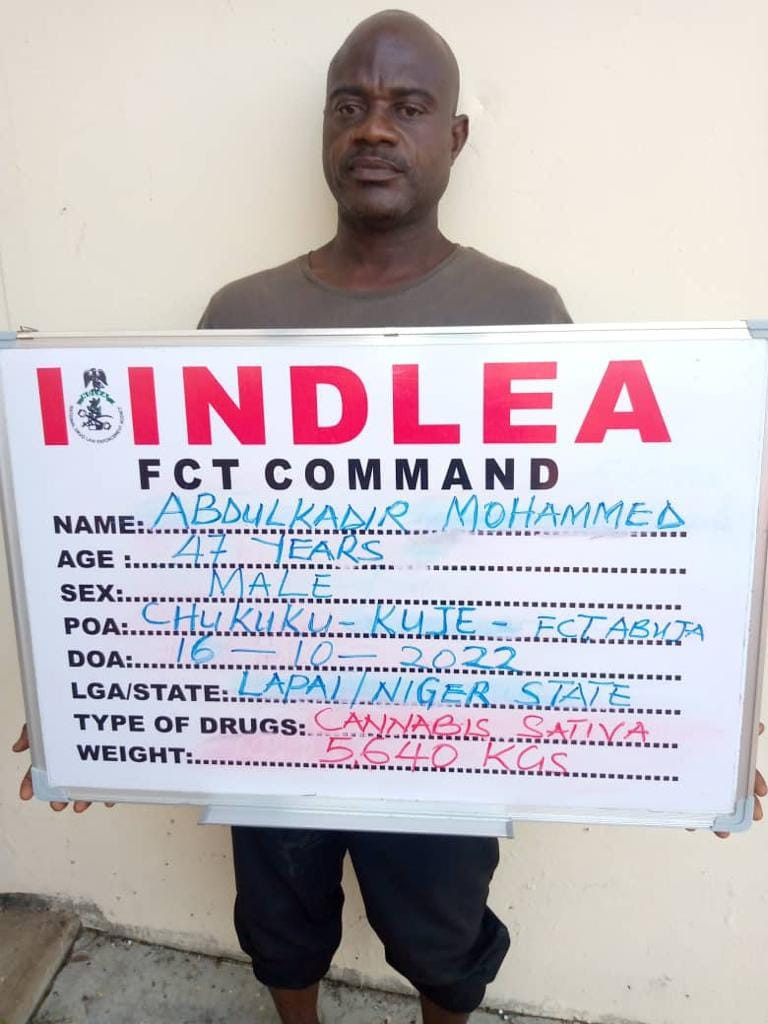 NDLEA
FCT COMMAND
NAME: ABDULKADIR MOHAMMED
AGE : 47 YEARS
SEX: MALE
POA: CHUKUKU - KUJE - FCT ABUJA
DOA: 16 - 10 - 2022
LGA/STATE: LAPAI/NIGER STATE
TYPE OF DRUGS: CANNABIS SATIVA
WEIGHT: 5,640 KGS